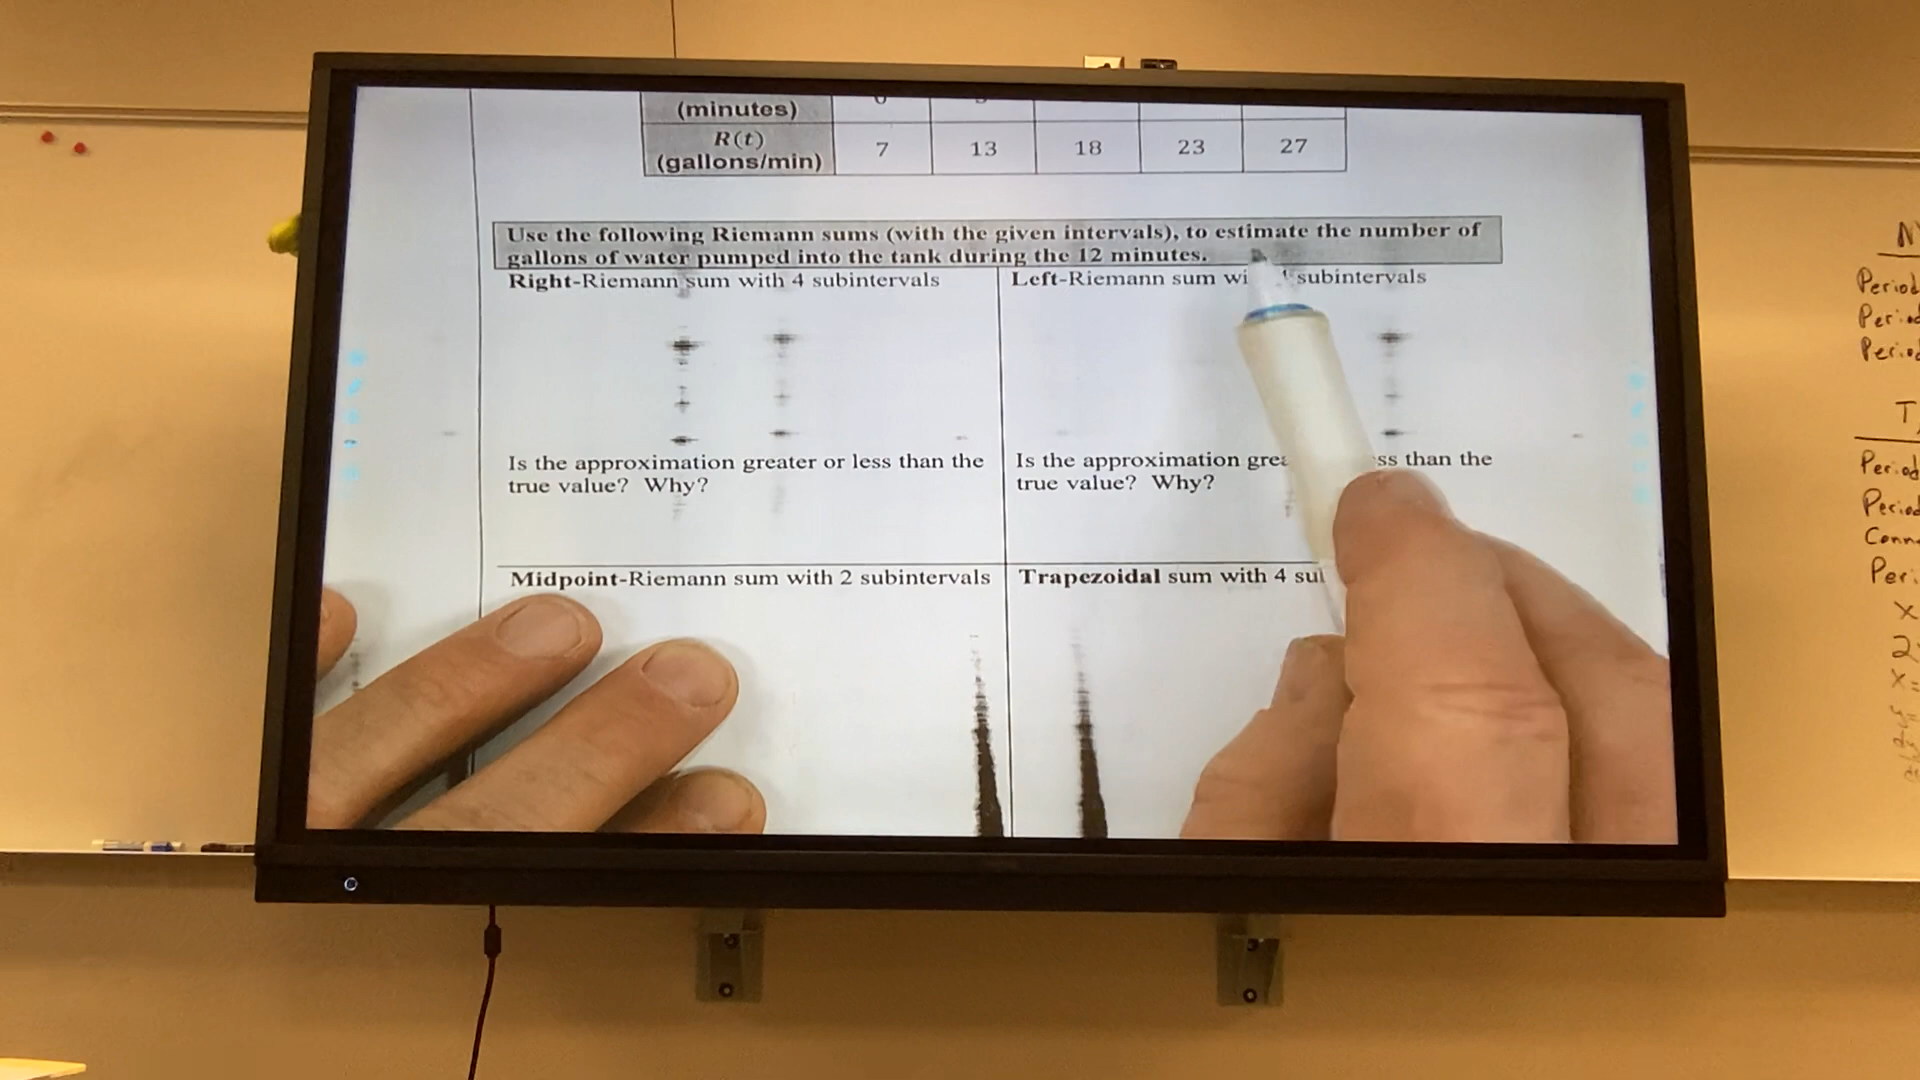 (minutes)
R(t)
(gallons/min) 7 13 18 23 27
Use the following Riemann sums (with the given intervals), to estimate the number of
gallons of water pumped into the tank during the 12 minutes.
Right-Riemann sum with 4 subintervals
Left-Riemann sum subintervals
Is the approximation greater or less than the
true value? Why?
Is the approximation than the
true value? Why?
Midpoint-Riemann sum with 2 subintervals
Trapezoidal sum with 4
Period
Period
Period
Period
Period